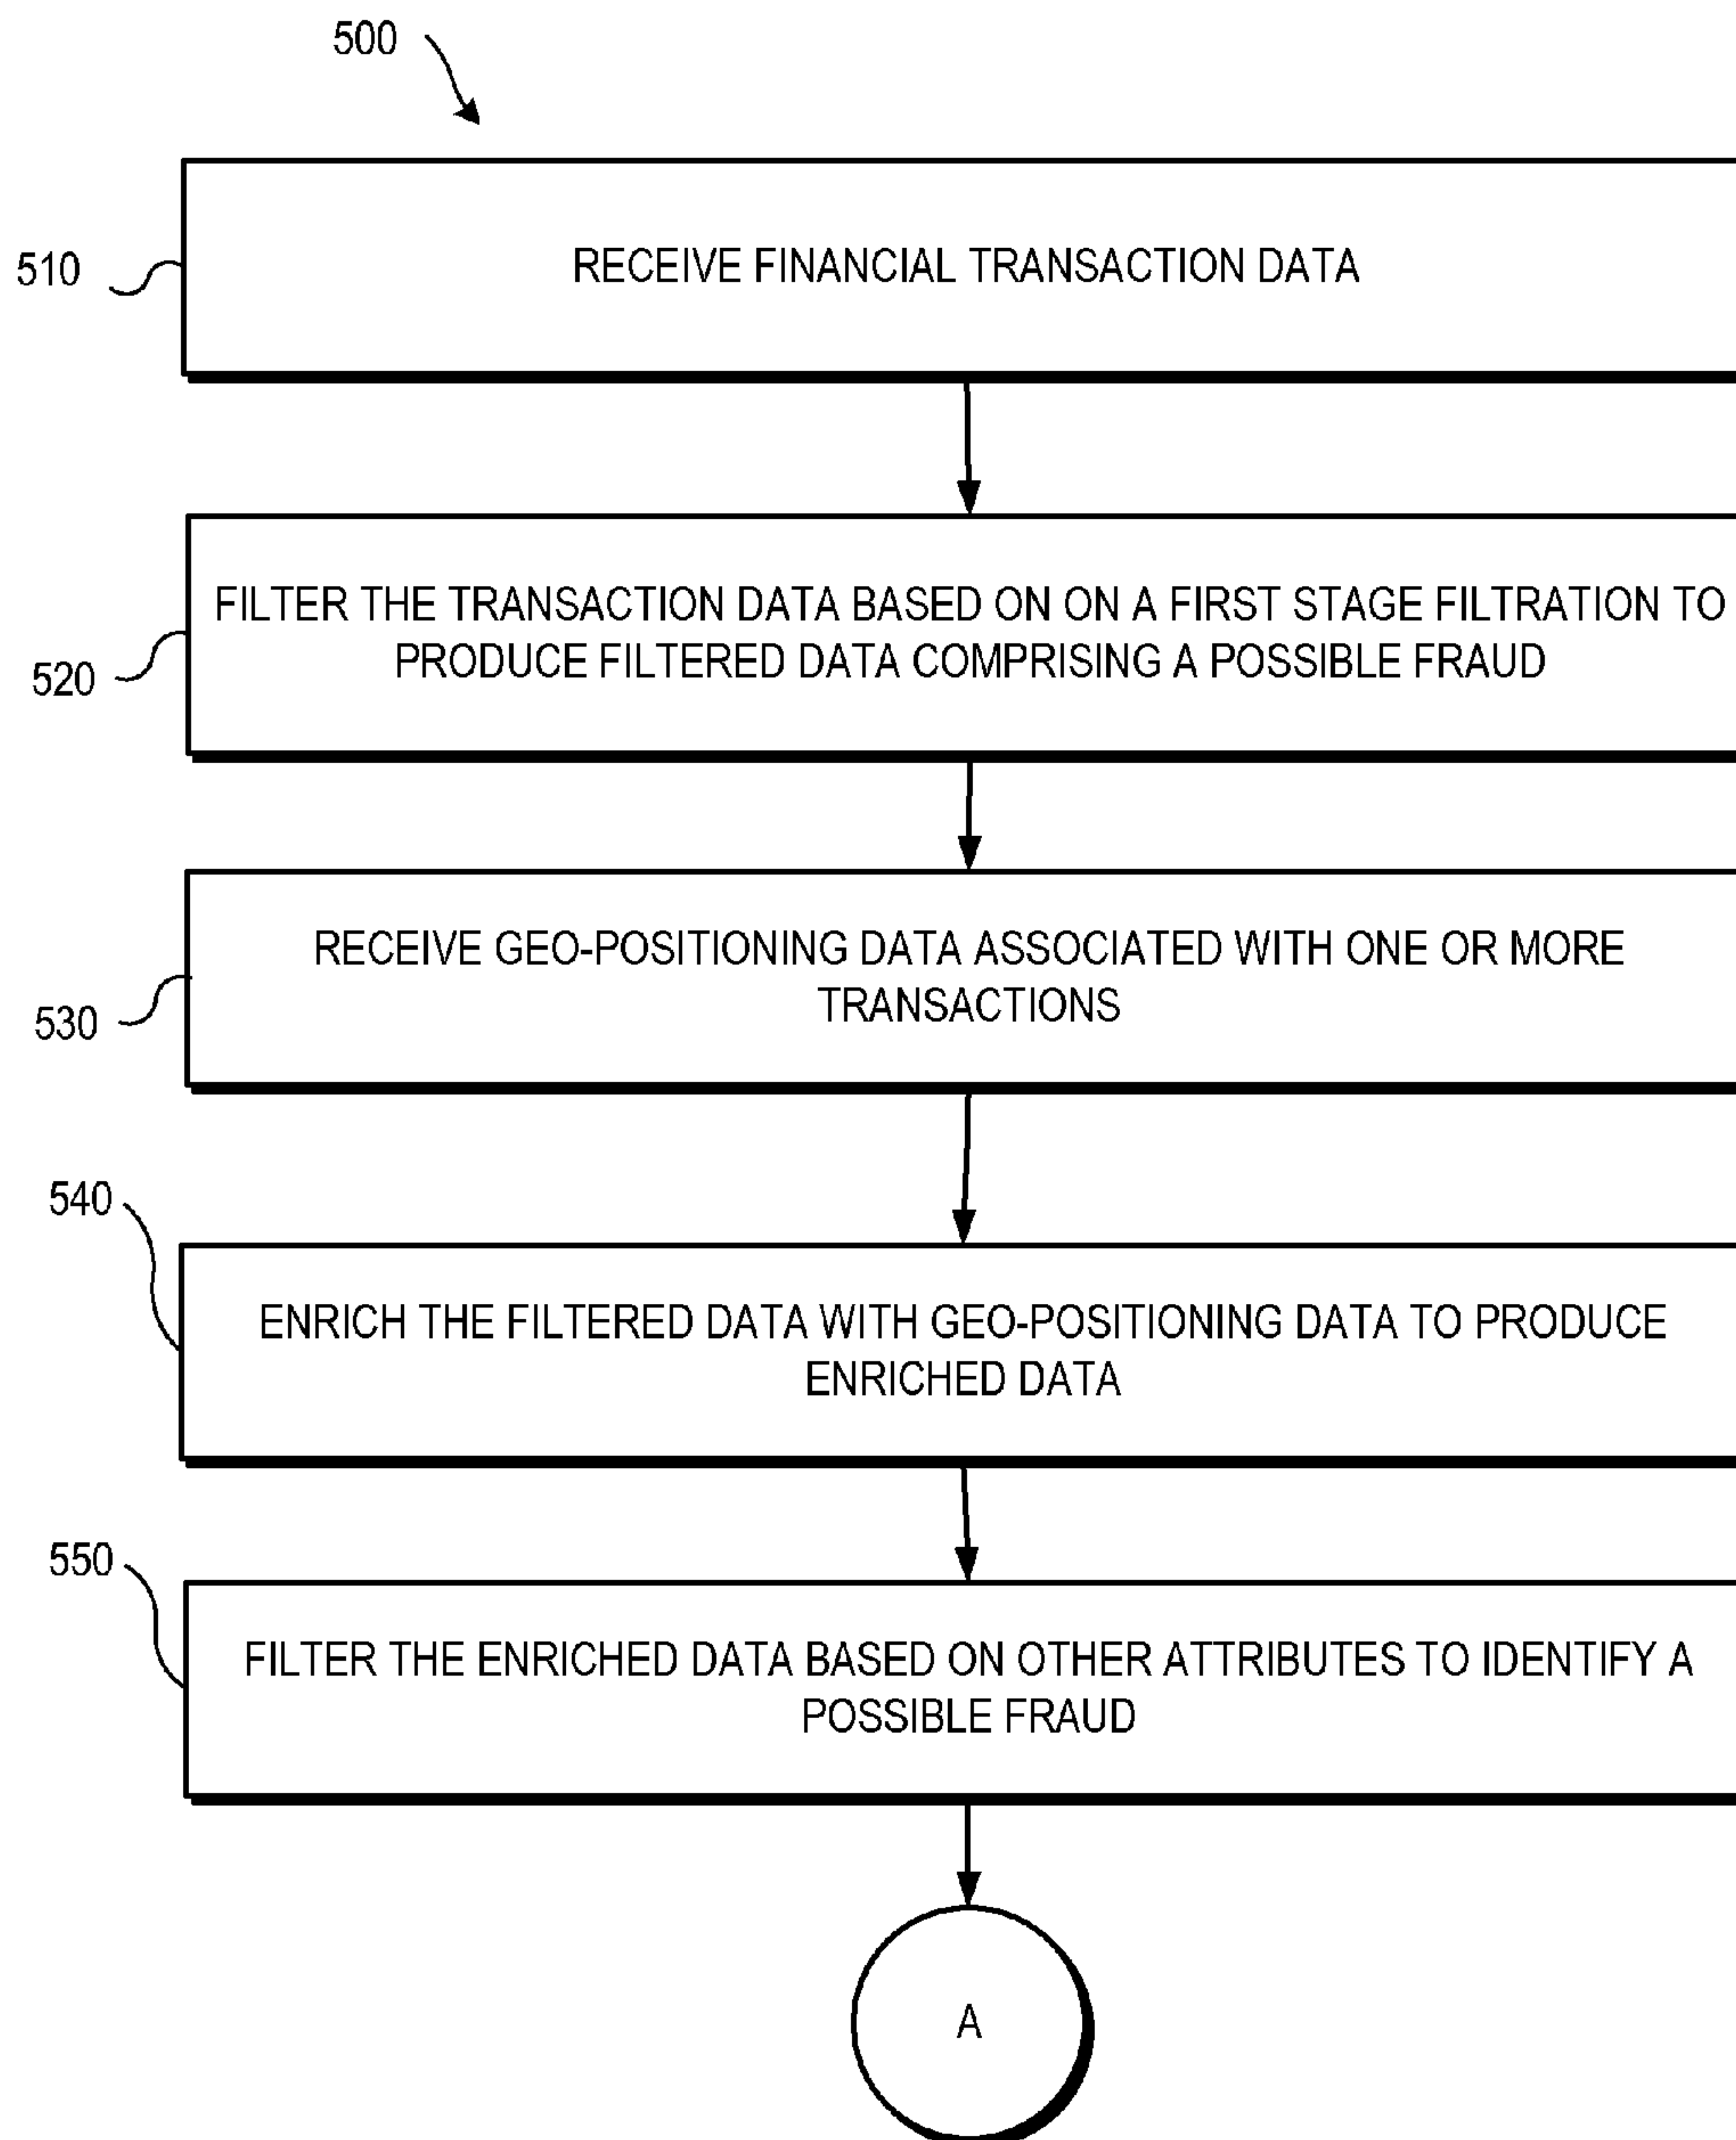 500
510
RECEIVE FINANCIAL TRANSACTION DATA
520
FILTER THE TRANSACTION DATA BASED ON ON A FIRST STAGE FILTRATION TO
PRODUCE FILTERED DATA COMPRISING A POSSIBLE FRAUD
530
RECEIVE GEO-POSITIONING DATA ASSOCIATED WITH ONE OR MORE
TRANSACTIONS
540
ENRICH THE FILTERED DATA WITH GEO-POSITIONING DATA TO PRODUCE
ENRICHED DATA
550
FILTER THE ENRICHED DATA BASED ON OTHER ATTRIBUTES TO IDENTIFY A
POSSIBLE FRAUD
A